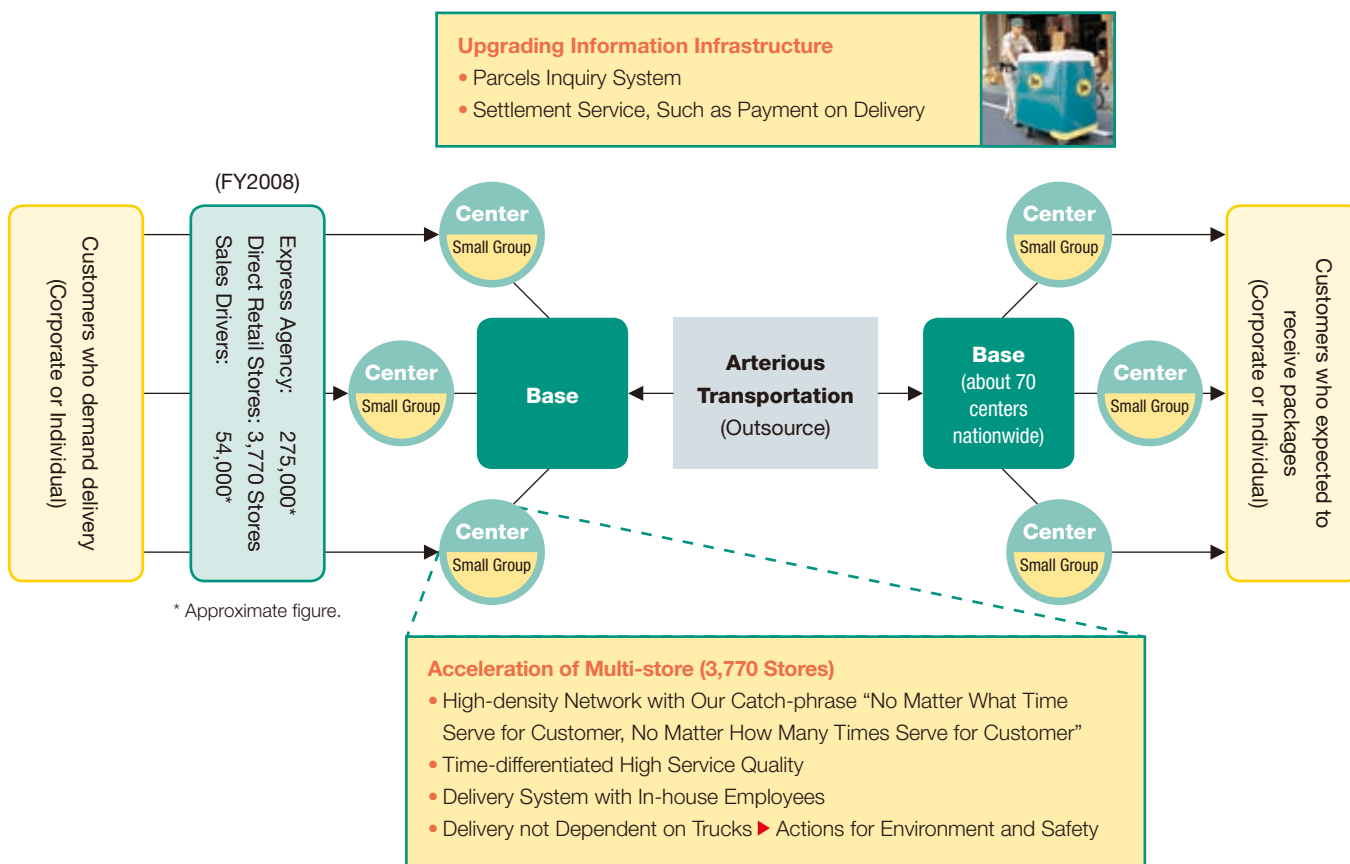 Upgrading Information Infrastructure
• Parcels Inquiry System
• Settlement Service, Such as Payment on Delivery
(FY2008)
Customers who demand delivery
(Corporate or Individual)
Express Agency: 275,000*
Direct Retail Stores: 3,770 Stores
Sales Drivers: 54,000*
* Approximate figure.
Center
Small Group
Center
Small Group
Center
Small Group
Base
Arterious
Transportation
(Outsource)
Base
(about 70
centers
nationwide)
Center
Small Group
Center
Small Group
Center
Small Group
Customers who expected to
receive packages
(Corporate or Individual)
Acceleration of Multi-store (3,770 Stores)
• High-density Network with Our Catch-phrase “No Matter What Time
Serve for Customer, No Matter How Many Times Serve for Customer”
• Time-differentiated High Service Quality
• Delivery System with In-house Employees
• Delivery not Dependent on Trucks ▶ Actions for Environment and Safety